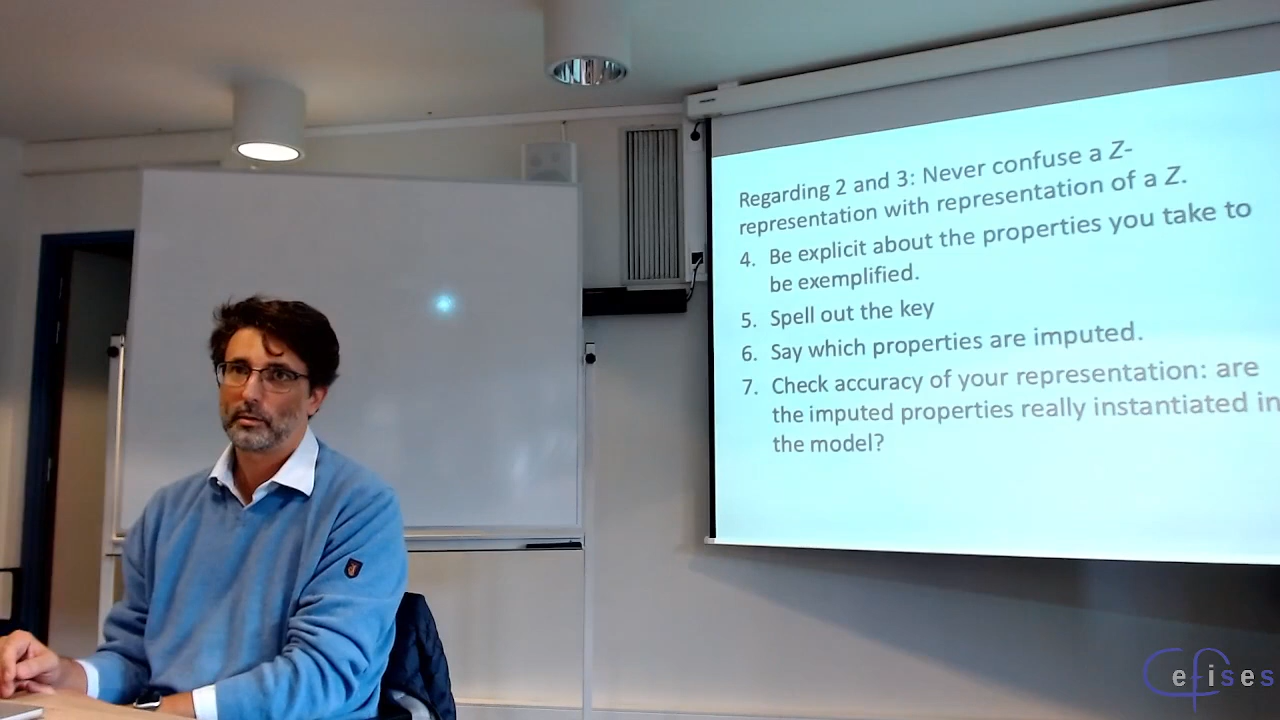 Regarding 2 and 3: Never confuse a Z-
representation with representation of a Z.
4. Be explicit about the properties you take to
be exemplified.
5. Spell out the key
6. Say which properties are imputed.
7. Check accuracy of your representation: are
the imputed properties really instantiated in
the model?
Cefises